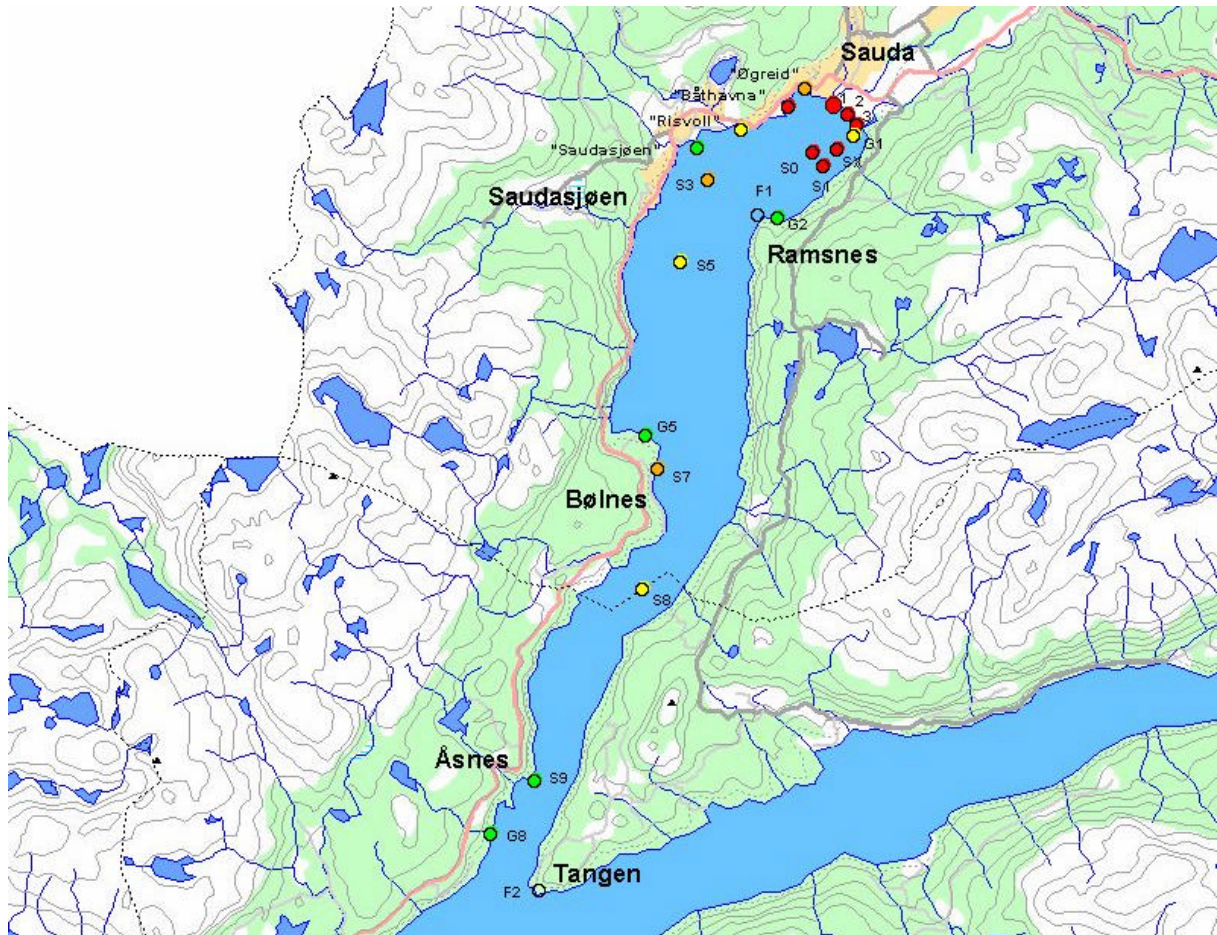 Sauda
"Øgreid"
"Båthavna"
1
2
"Risvoll"
3
G1
"Saudasjøen"
S0
S1
S3
F1
Saudasjøen
G2
Ramsnes
S5
G5
S7
Bølnes
S8
Åsnes
S9
G8
Tangen
F2